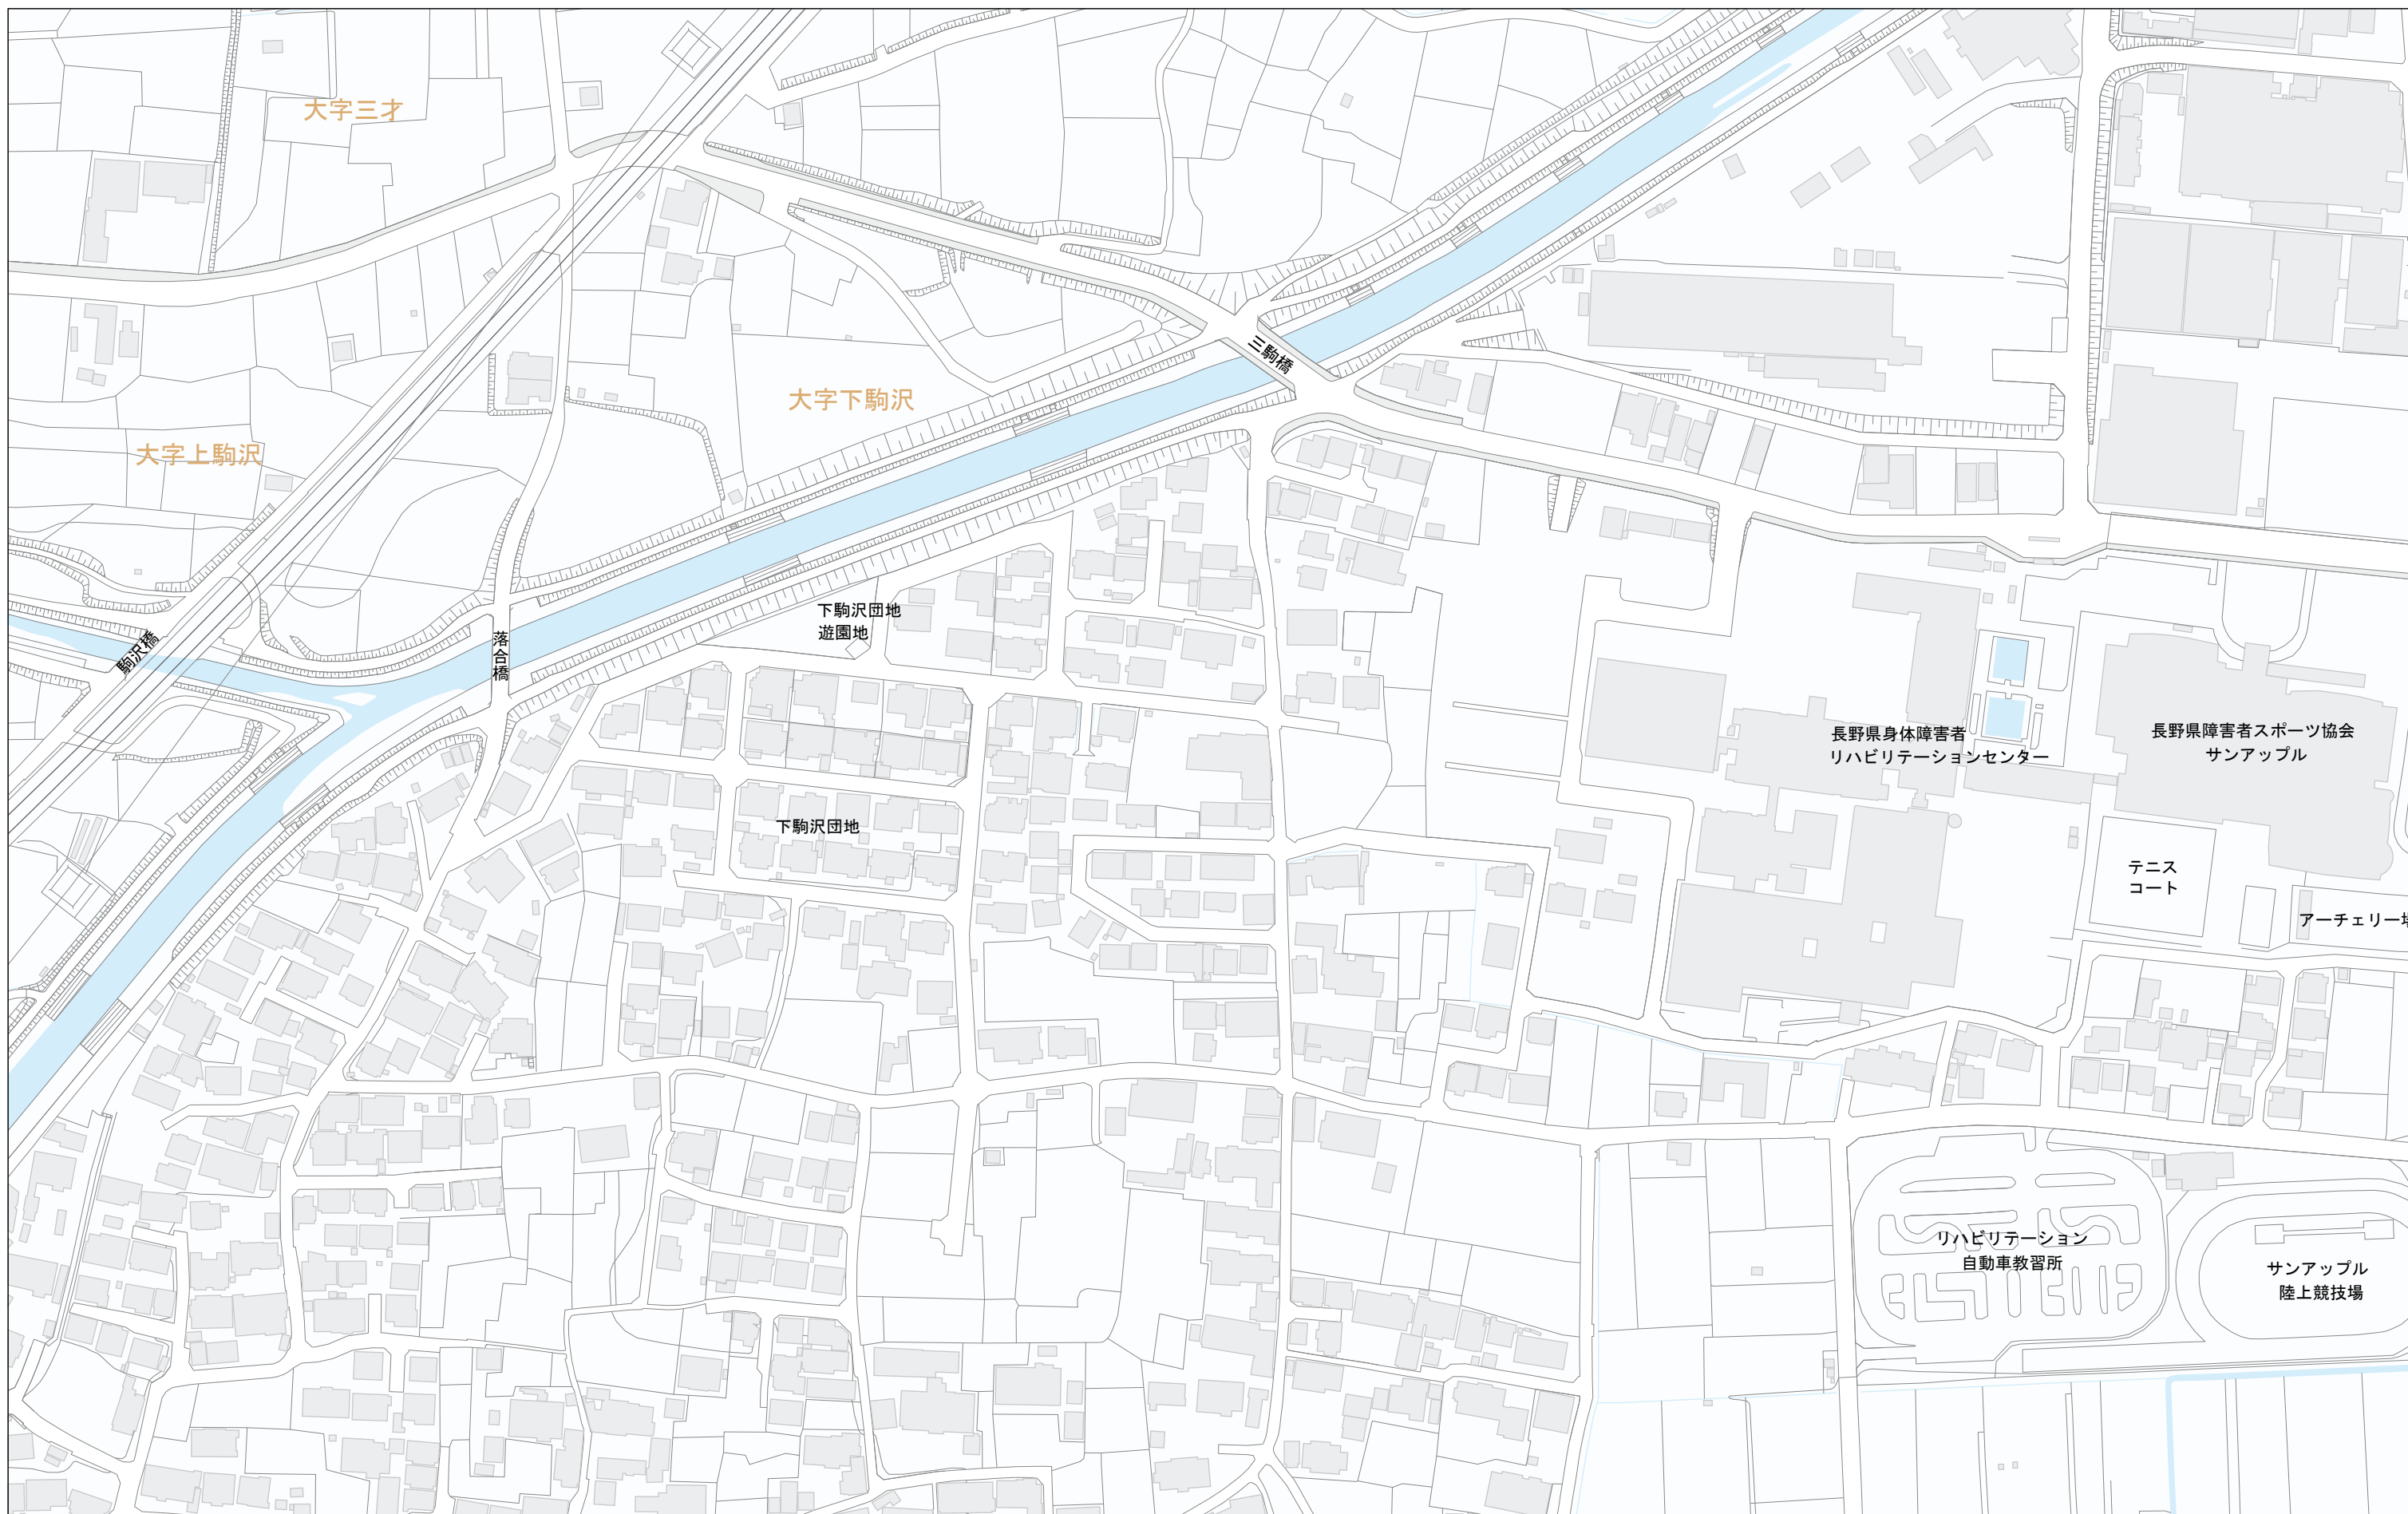 大字三才
三駒橋
大字下駒沢
大字上駒沢
下駒沢団地
遊園地
落合橋
駒沢橋
長野県身体障害者
リハビリテーションセンター
長野県障害者スポーツ協会
サンアップル
下駒沢団地
テニス
コート
アーチェリー場
リハビリテーション
自動車教習所
サンアップル
陸上競技場